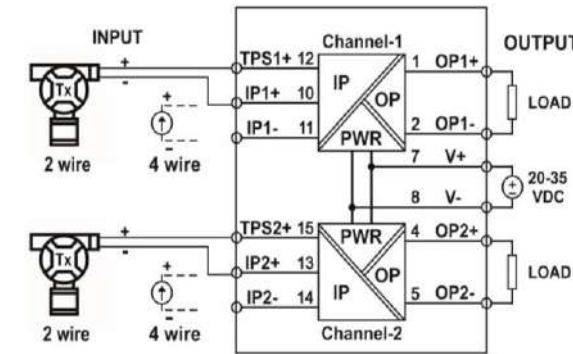 INPUT
Channel-1
OUTPUT
TPS1+ 12
IP
OP
1 OP1+
+
-
Tx
IP1+ 10
LOAD
+
-
IP1- 11
2 OP1-
PWR
2 wire
4 wire
7 V+
20-35
VDC
+
-
8 V-
TPS2+ 15
PWR
4 OP2+
+
-
Tx
IP2+ 13
OP
LOAD
+
-
IP2- 14
IP
5 OP2-
2 wire
4 wire
Channel-2